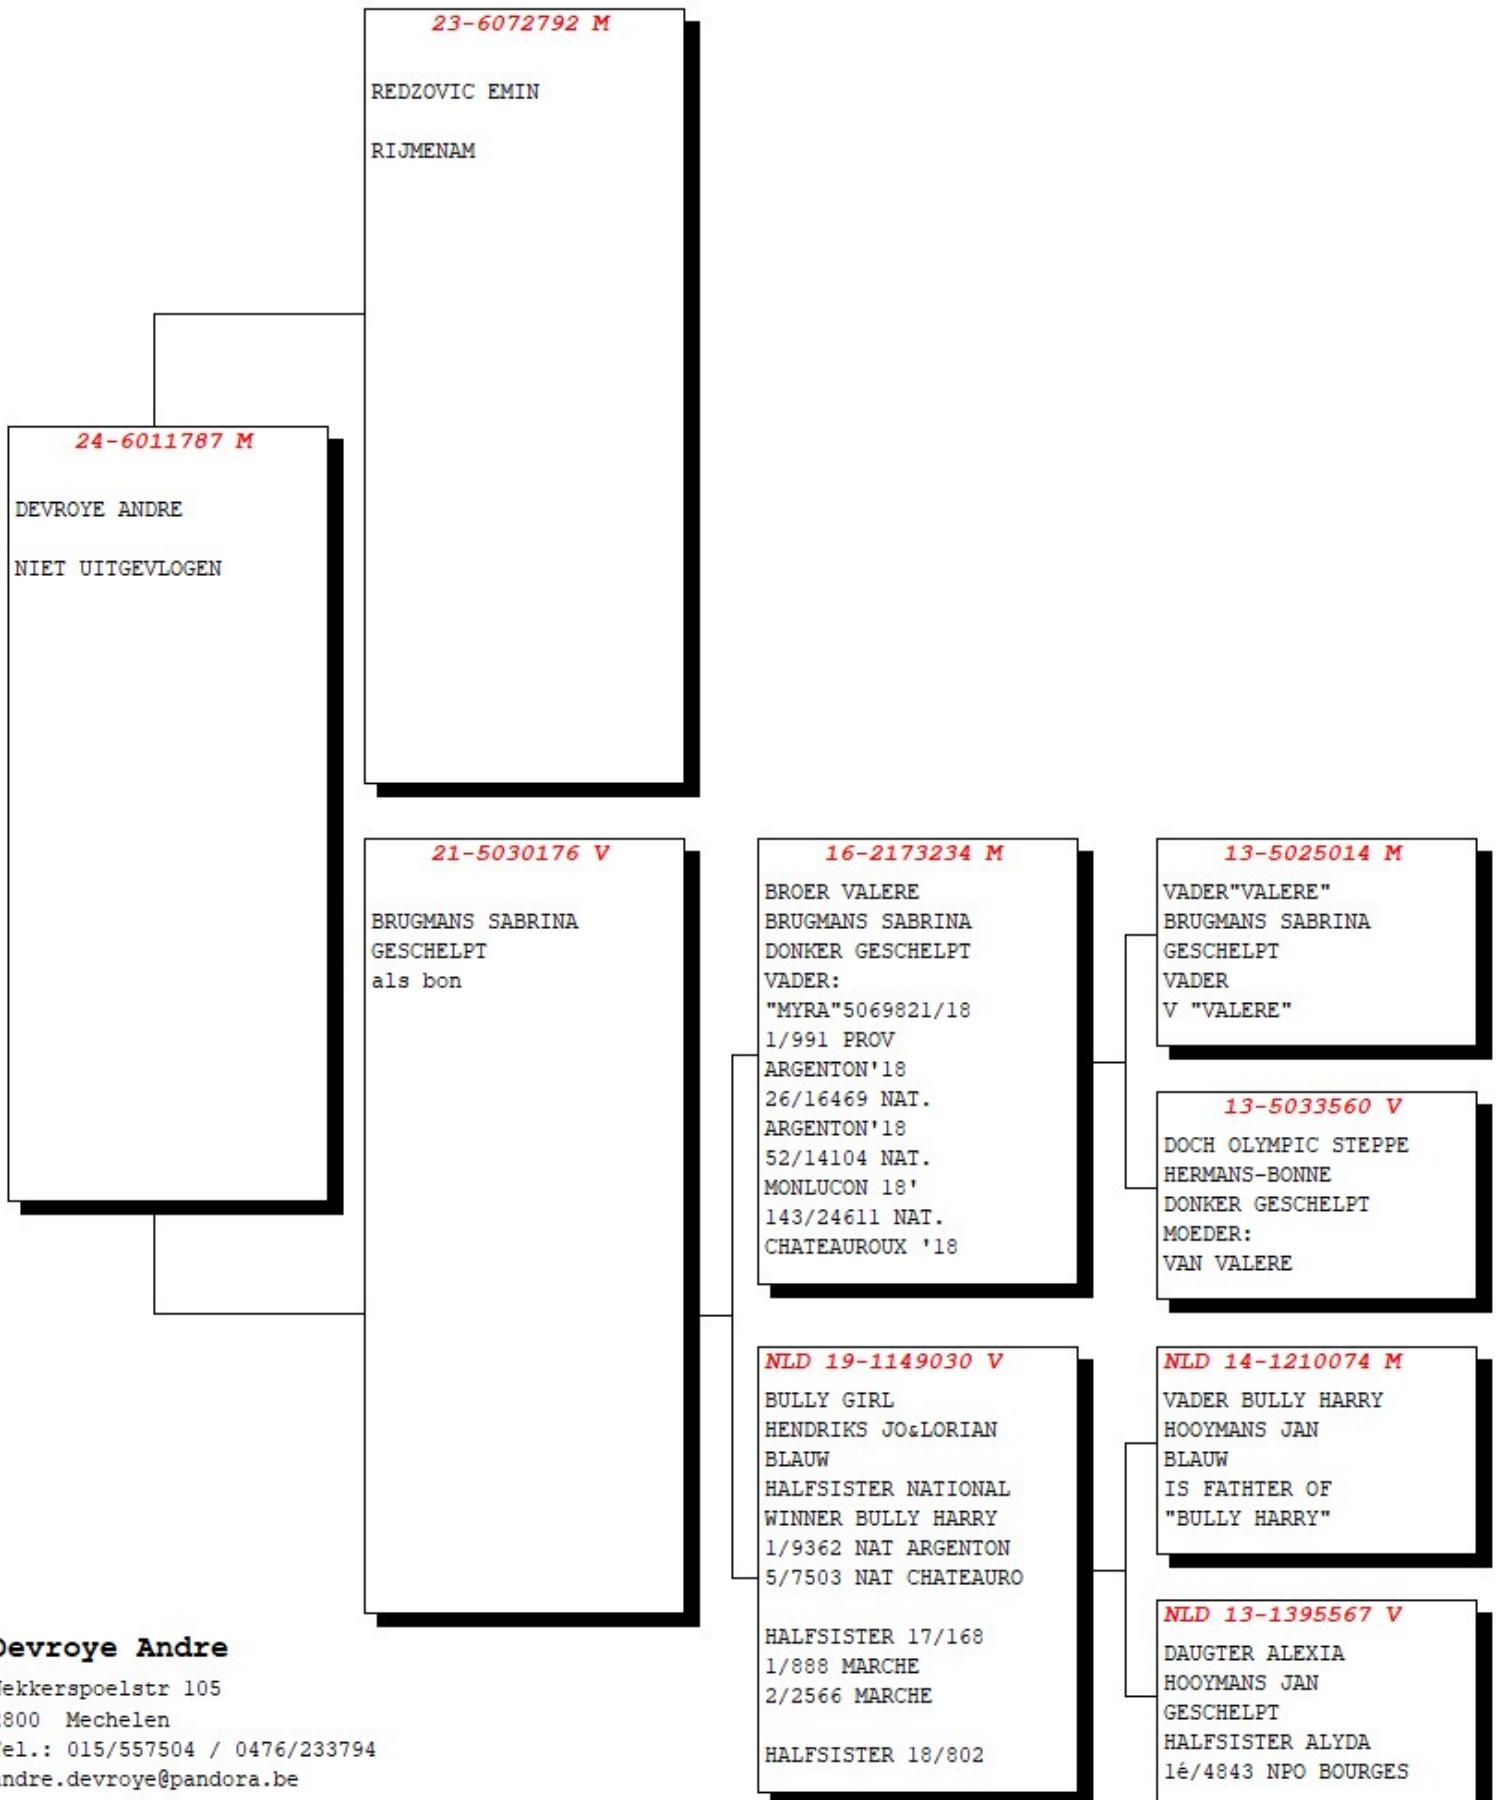 23-6072792 M
REDZOVIC EMIN
RIJMENAM
24-6011787 M
DEVROYE ANDRE
NIET UITGEVLOGEN
21-5030176 V
BRUGMANS SABRINA
GESCHELPT
als bon
16-2173234 M
BROER VALERE
BRUGMANS SABRINA
DONKER GESCHELPT
VADER:
"MYRA"5069821/18
1/991 PROV
ARGENTON'18
26/16469 NAT.
ARGENTON'18
52/14104 NAT.
MONLUCON 18'
143/24611 NAT.
CHATEAUROUX '18
13-5025014 M
VADER"VALERE"
BRUGMANS SABRINA
GESCHELPT
VADER
V "VALERE"
13-5033560 V
DOCH OLYMPIC STEPPE
HERMANS-BONNE
DONKER GESCHELPT
MOEDER:
VAN VALERE
NLD 19-1149030 V
BULLY GIRL
HENDRIKS JO&LORIAN
BLAUW
HALFSISTER NATIONAL
WINNER BULLY HARRY
1/9362 NAT ARGENTON
5/7503 NAT CHATEAURO
HALFSISTER 17/168
1/888 MARCHE
2/2566 MARCHE
HALFSISTER 18/802
NLD 14-1210074 M
VADER BULLY HARRY
HOOYMANS JAN
BLAUW
IS FATHTER OF
"BULLY HARRY"
NLD 13-1395567 V
DAUGTER ALEXIA
HOOYMANS JAN
GESCHELPT
HALFSISTER ALYDA
1é/4843 NPO BOURGES
Devroye Andre
Nekkerspoelstr 105
2800 Mechelen
Tel.: 015/557504 / 0476/233794
andre.devroye@pandora.be